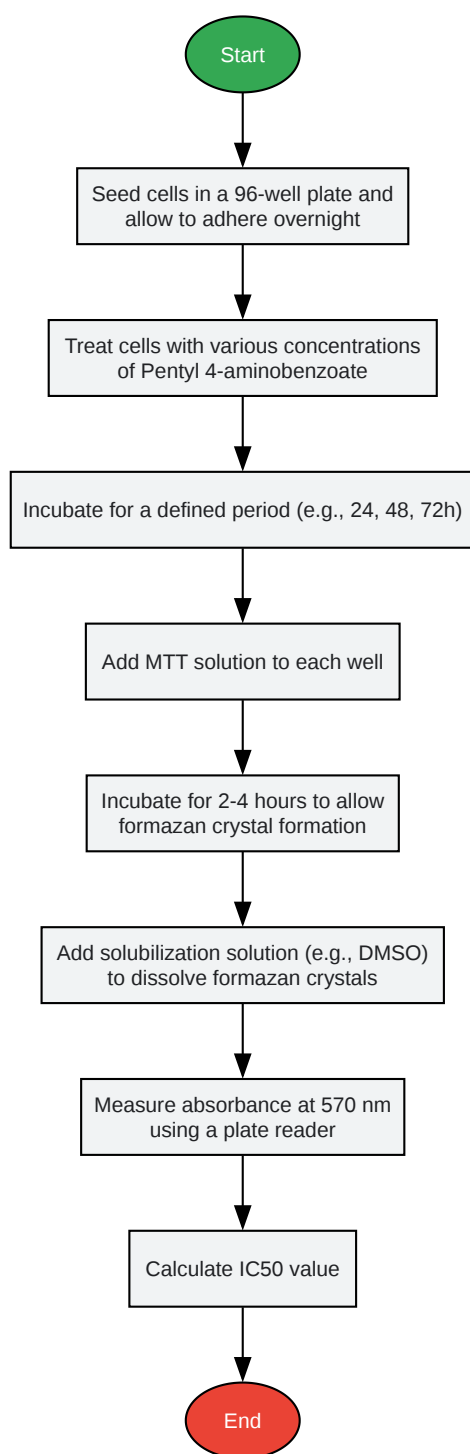 Start
Seed cells in a 96-well plate and
allow to adhere overnight
Treat cells with various concentrations
of Pentyl 4-aminobenzoate
Incubate for a defined period (e.g., 24, 48, 72h)
Add MTT solution to each well
Incubate for 2-4 hours to allow
formazan crystal formation
Add solubilization solution (e.g., DMSO)
to dissolve formazan crystals
Measure absorbance at 570 nm
using a plate reader
Calculate IC50 value
End